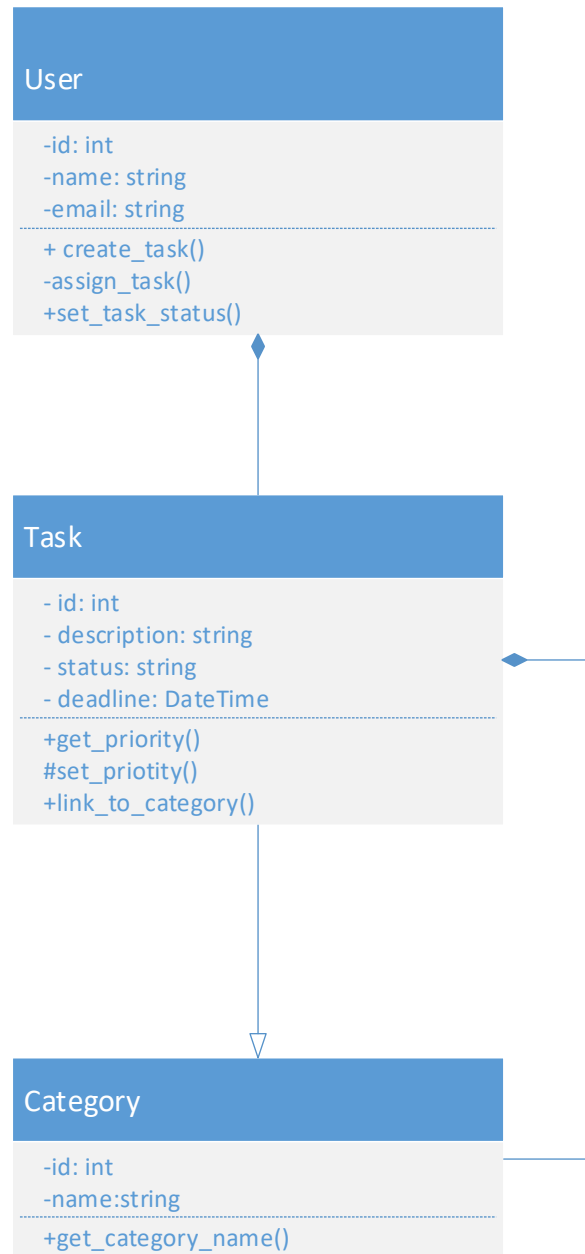 User
-id: int
-name: string
-email: string
+ create_task()
-assign_task()
+set_task_status()
Task
- id: int
- description: string
- status: string
- deadline: DateTime
+get_priority()
#set_priotity()
+link_to_category()
Category
-id: int
-name:string
+get_category_name()